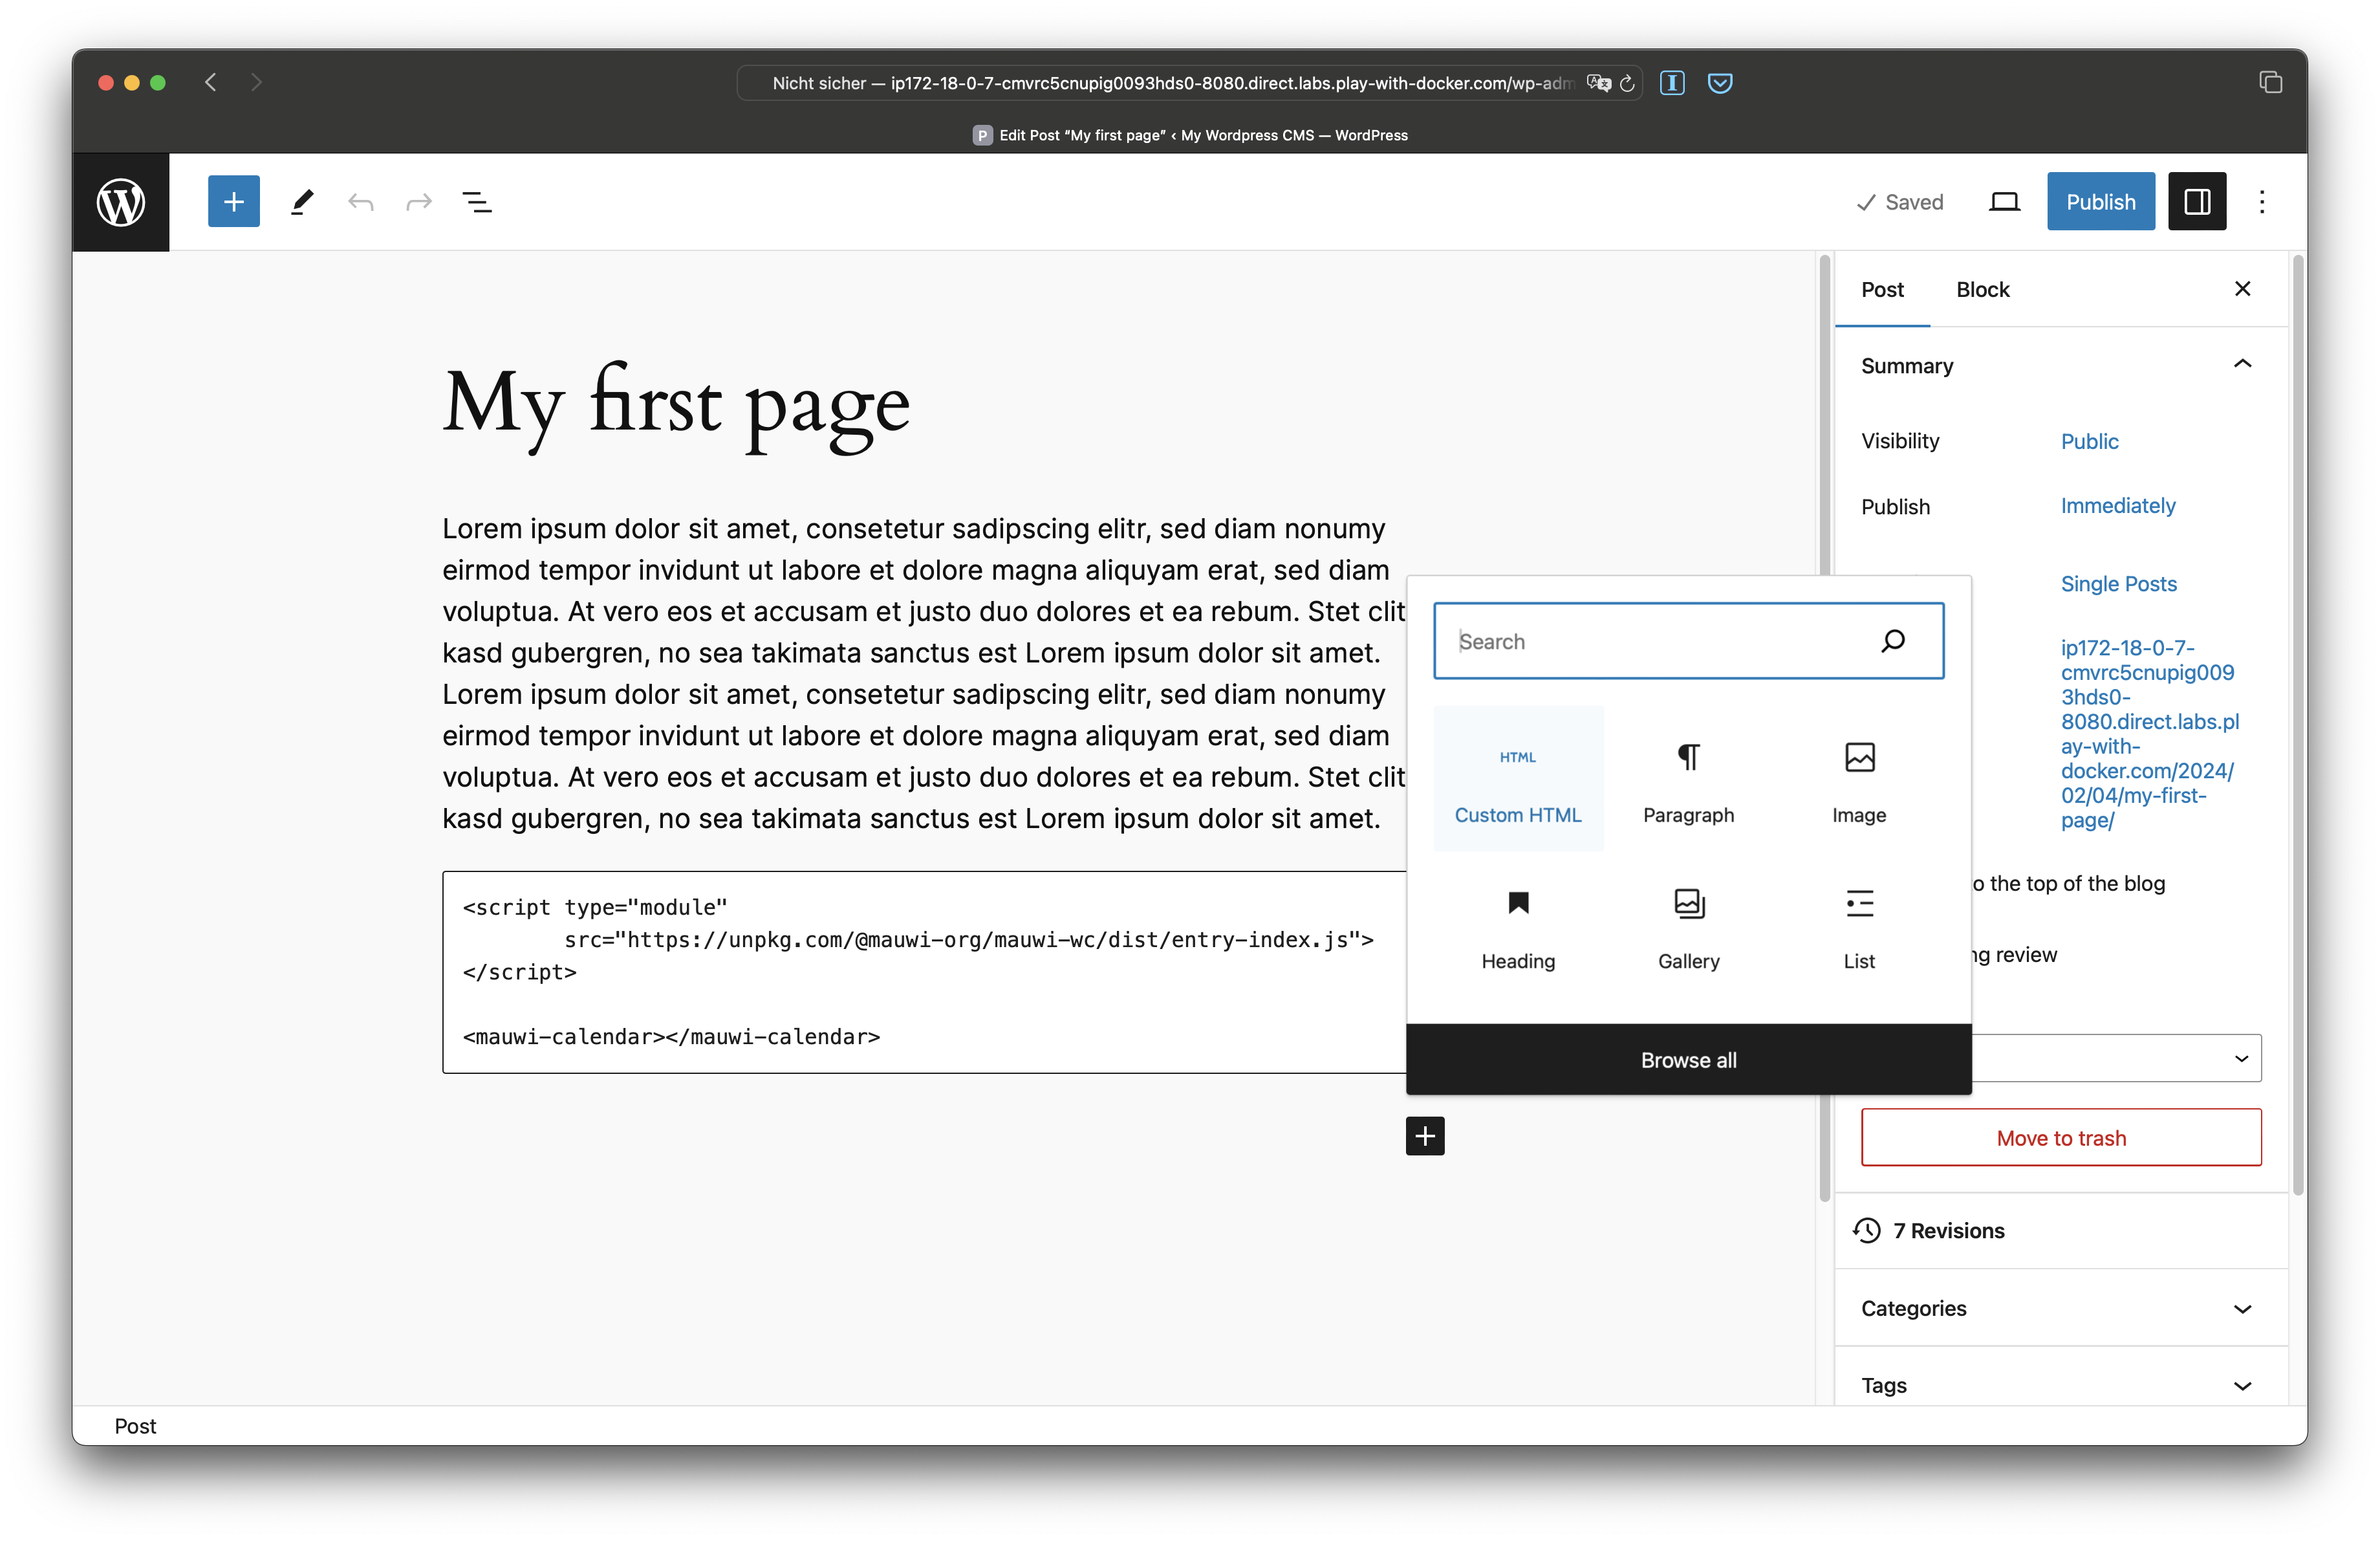 Nicht sicher — ip172-18-0-7-cmvrc5cnupig0093hds0-8080.direct.labs.play-with-docker.com/wp-adm
P Edit Post “My first page” ‹ My Wordpress CMS — WordPress
Saved
Publish
Post Block
My first page
Lorem ipsum dolor sit amet, consetetur sadipscing elitr, sed diam nonumy
eirmod tempor invidunt ut labore et dolore magna aliquyam erat, sed diam
voluptua. At vero eos et accusam et justo duo dolores et ea rebum. Stet clit
kasd gubergren, no sea takimata sanctus est Lorem ipsum dolor sit amet.
Lorem ipsum dolor sit amet, consetetur sadipscing elitr, sed diam nonumy
eirmod tempor invidunt ut labore et dolore magna aliquyam erat, sed diam
voluptua. At vero eos et accusam et justo duo dolores et ea rebum. Stet clit
kasd gubergren, no sea takimata sanctus est Lorem ipsum dolor sit amet.
<script type="module"
src="https://unpkg.com/@mauwi-org/mauwi-wc/dist/entry-index.js">
</script>
<mauwi-calendar></mauwi-calendar>
Search
HTML
Custom HTML
Paragraph
Image
Heading
Gallery
List
Browse all
Summary
Visibility Public
Publish Immediately
Single Posts
ip172-18-0-7-
cmvrc5cnupig009
3hds0-
8080.direct.labs.pl
ay-with-
docker.com/2024/
02/04/my-first-
page/
o the top of the blog
ng review
Move to trash
7 Revisions
Categories
Tags
Post